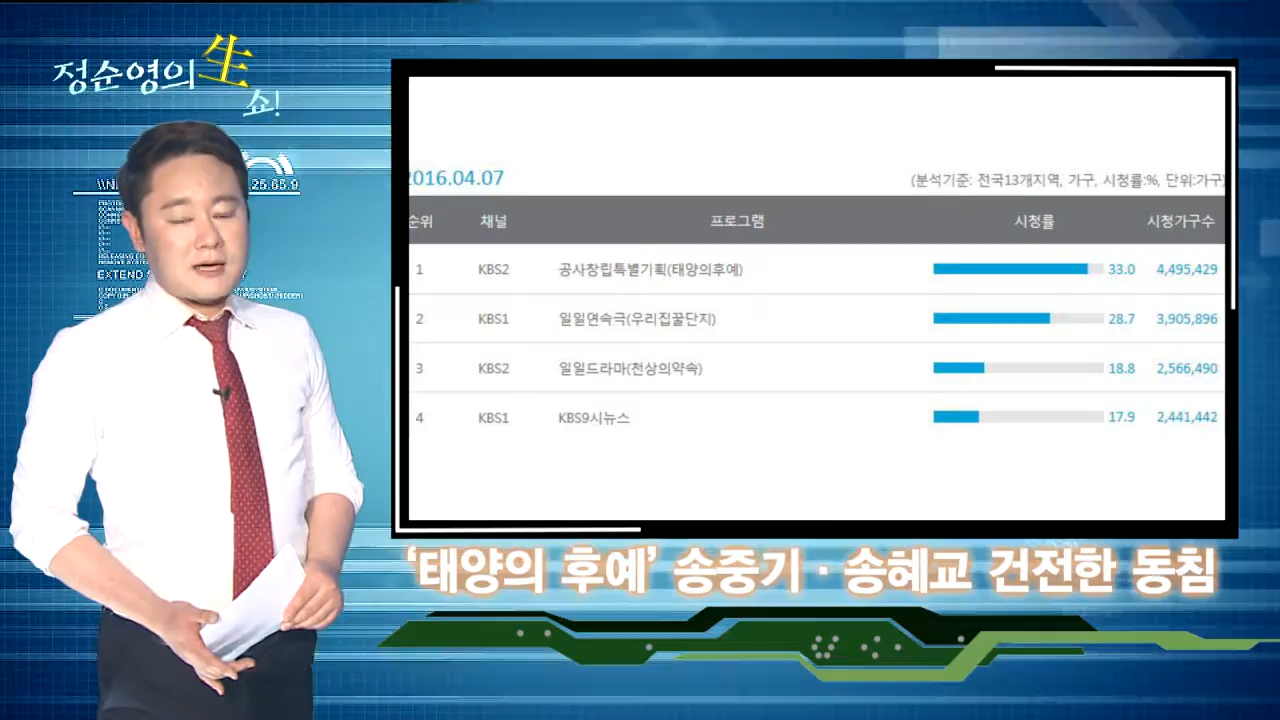 정순영의 生
쇼!
25.65.9
EXTEND
2016.04.07
(분석기준: 전국13개지역, 가구, 시청률:%, 단위:가구)
순위 채널 프로그램 시청률 시청가구수
1 KBS2 공사창립특별기획(태양의후예) 33.0 4,495,429
2 KBS1 일일연속극(우리집꿀단지) 28.7 3,905,896
3 KBS2 일일드라마(천상의약속) 18.8 2,566,490
4 KBS1 KBS9시뉴스 17.9 2,441,442
‘태양의 후예’ 송중기·송혜교 건전한 동침